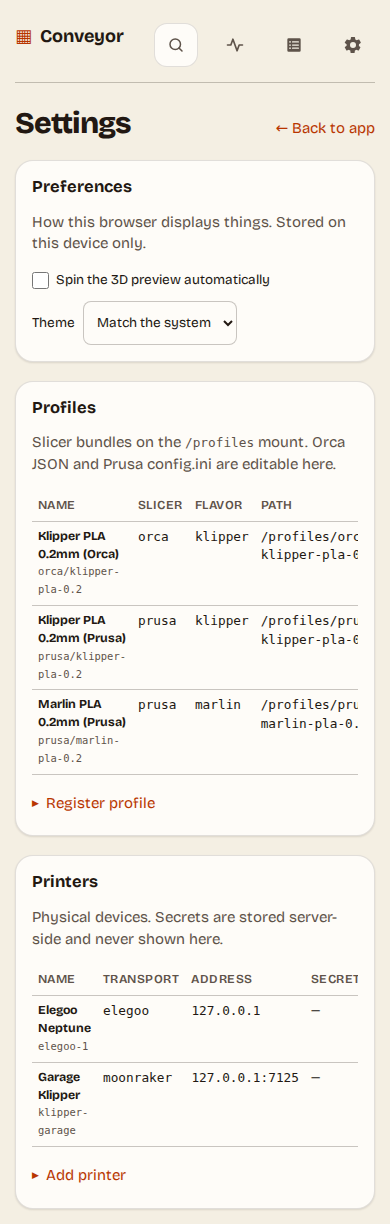 Conveyor
Settings
← Back to app
Preferences
How this browser displays things. Stored on
this device only.
Spin the 3D preview automatically
Theme Match the system
Profiles
Slicer bundles on the /profiles mount. Orca
JSON and Prusa config.ini are editable here.
NAME SLICER FLAVOR PATH
Klipper PLA orca klipper /profiles/orc
0.2mm (Orca) klipper-pla-0
orca/klipper-
pla-0.2
Klipper PLA prusa klipper /profiles/pru
0.2mm (Prusa) klipper-pla-0
prusa/klipper-
pla-0.2
Marlin PLA prusa marlin /profiles/pru
0.2mm (Prusa) marlin-pla-0.
prusa/marlin-
pla-0.2
▸ Register profile
Printers
Physical devices. Secrets are stored server-
side and never shown here.
NAME TRANSPORT ADDRESS SECRET
Elegoo elegoo 127.0.0.1 —
Neptune
elegoo-1
Garage moonraker 127.0.0.1:7125 —
Klipper
klipper-
garage
▸ Add printer